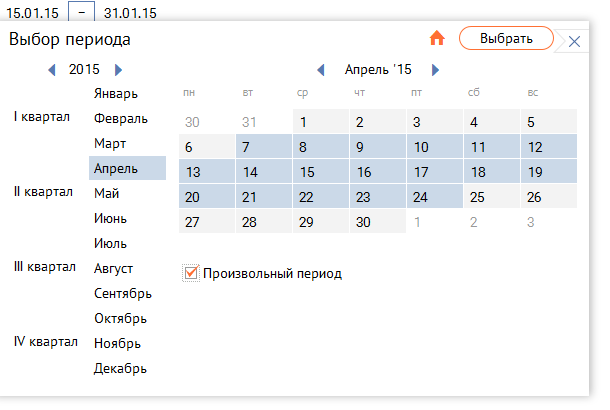 15.01.15 – 31.01.15
Выбор периода Выбрать
2015 Апрель '15
Январь пн вт ср чт пт сб вс
I квартал Февраль 30 31 1 2 3 4 5
Март 6 7 8 9 10 11 12
Апрель 13 14 15 16 17 18 19
II квартал Май 20 21 22 23 24 25 26
Июнь 27 28 29 30 1 2 3
Июль
III квартал Август Произвольный период
Сентябрь
Октябрь
IV квартал Ноябрь
Декабрь